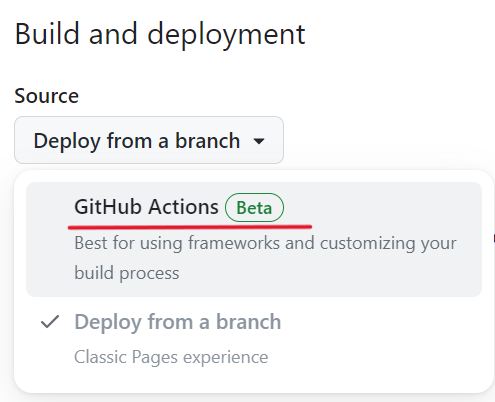 Build and deployment
Source
Deploy from a branch
GitHub Actions Beta
Best for using frameworks and customizing your
build process
Deploy from a branch
Classic Pages experience